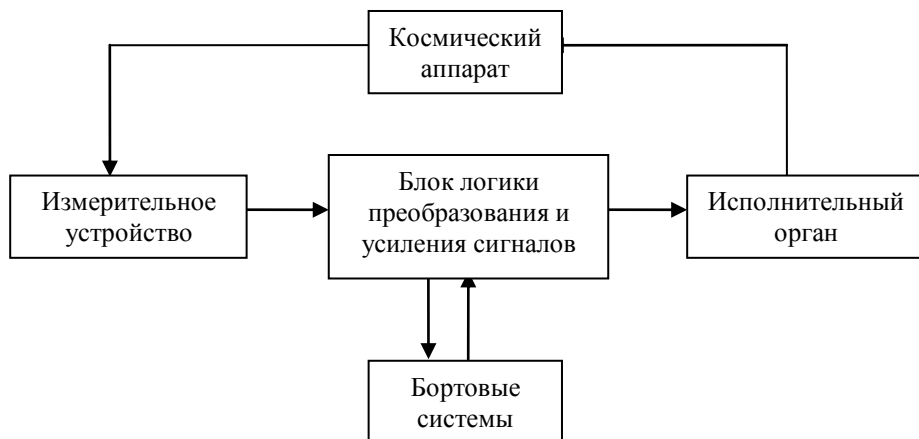 Космический
аппарат
Измерительное
устройство
Блок логики
преобразования и
усиления сигналов
Исполнительный
орган
Бортовые
системы